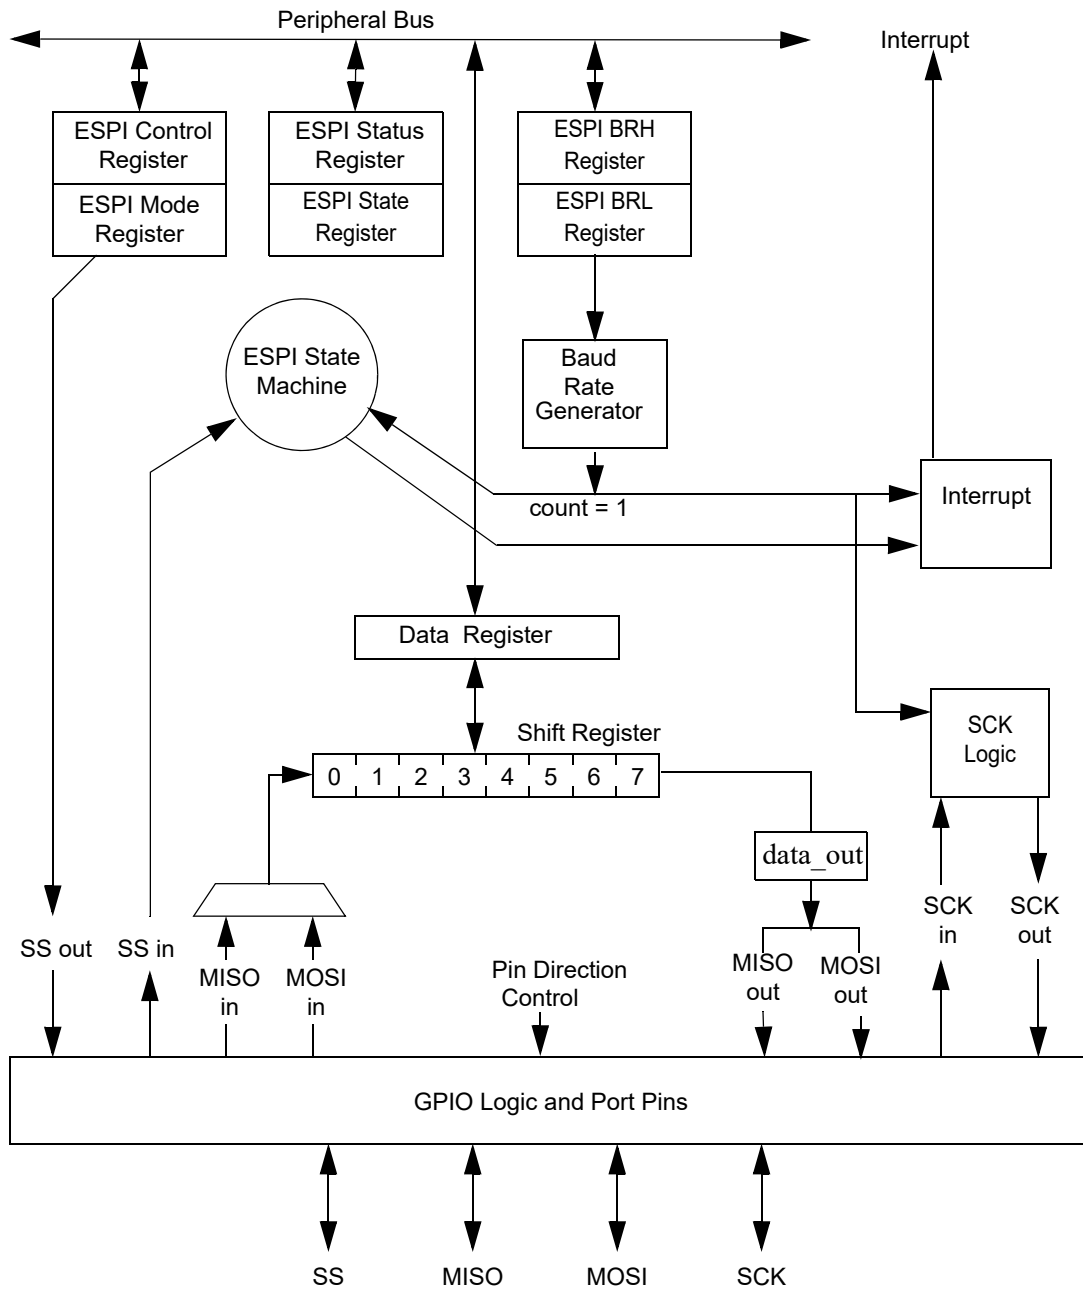 Peripheral Bus
Interrupt
ESPI Control
Register
ESPI Mode
Register
ESPI Status
Register
ESPI State
Register
ESPI BRH
Register
ESPI BRL
Register
ESPI State
Machine
Baud
Rate
Generator
count = 1
Interrupt
Data Register
Shift Register
0 1 2 3 4 5 6 7
SCK
Logic
data_out
SS out
SS in
MISO
in
MOSI
in
Pin Direction
Control
MISO
out
MOSI
out
SCK
in
SCK
out
GPIO Logic and Port Pins
SS
MISO
MOSI
SCK